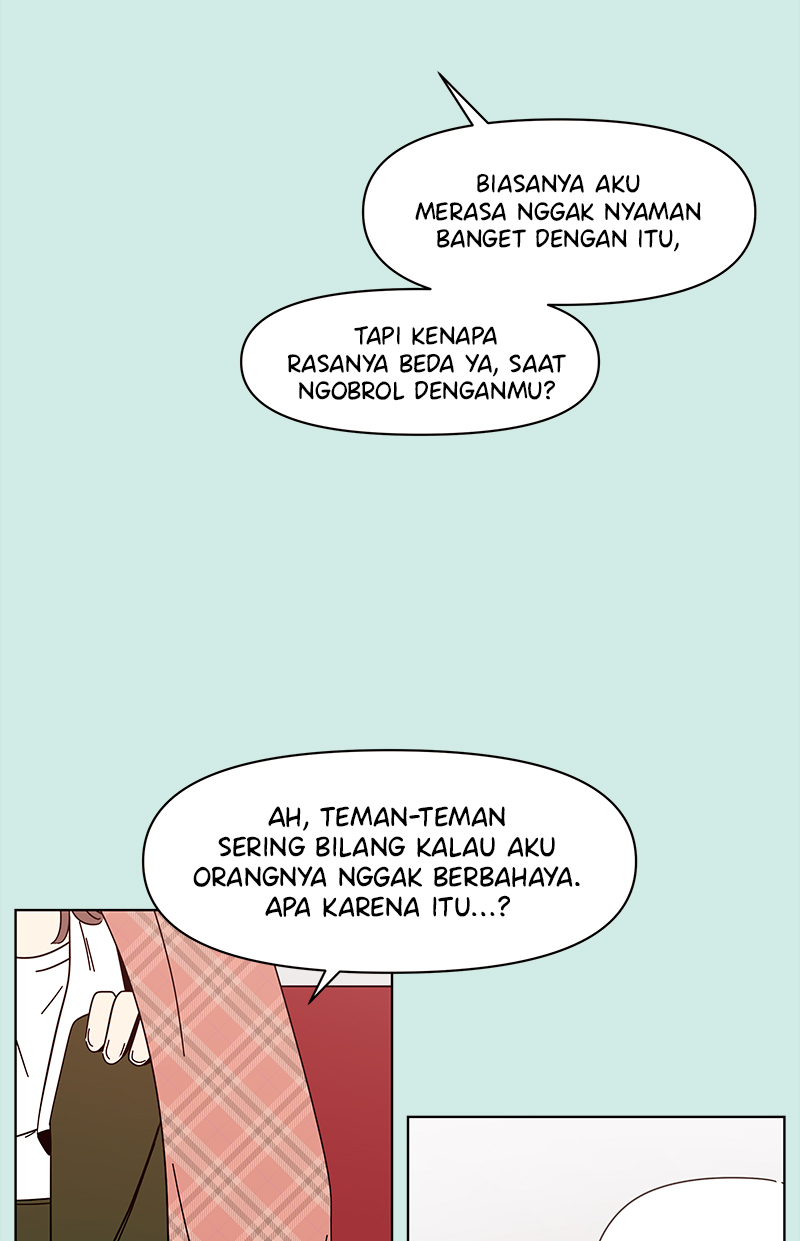 BIASANYA AKU
MERASA NGGAK NYAMAN
BANGET DENGAN ITU,
TAPI KENAPA
RASANYA BEDA YA, SAAT
NGOBROL DENGANMU?
AH, TEMAN-TEMAN
SERING BILANG KALAU AKU
ORANGNYA NGGAK BERBAHAYA.
APA KARENA ITU...?